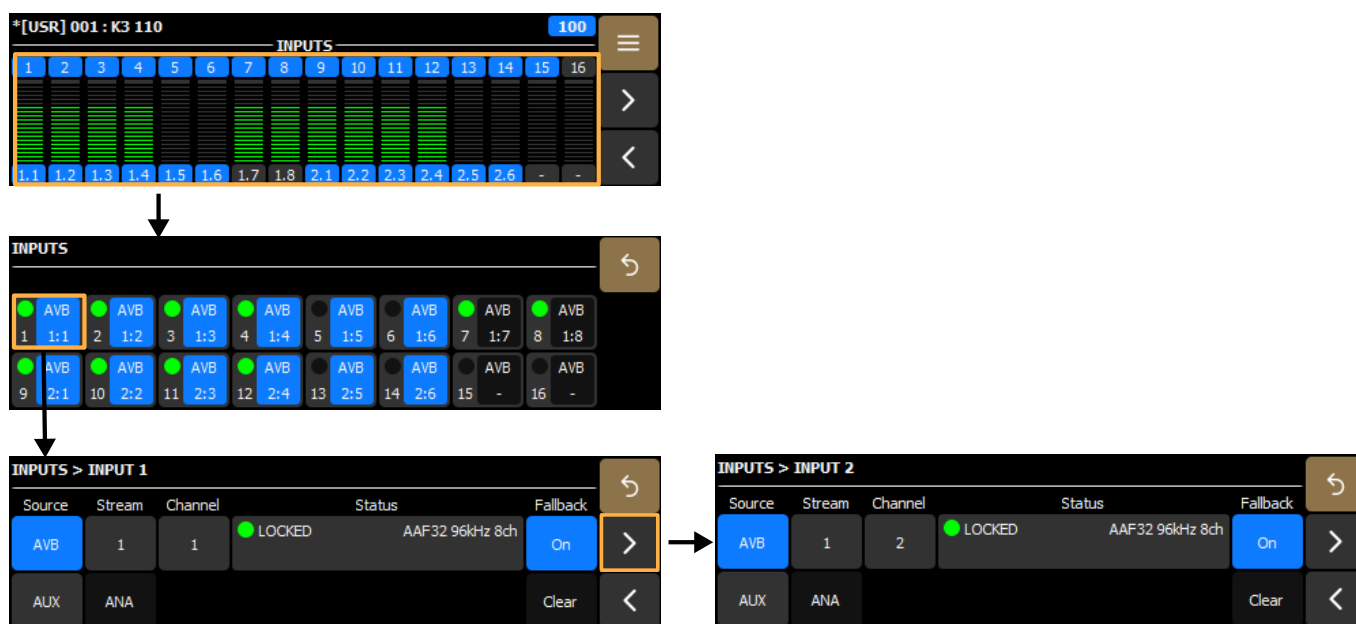 *[USR] 001 : K3 110 100
INPUTS
1 2 3 4 5 6 7 8 9 10 11 12 13 14 15 16
1.1 1.2 1.3 1.4 1.5 1.6 1.7 1.8 2.1 2.2 2.3 2.4 2.5 2.6 - -
INPUTS
AVB AVB AVB AVB AVB AVB AVB AVB
1 1:1 2 1:2 3 1:3 4 1:4 5 1:5 6 1:6 7 1:7 8 1:8
AVB AVB AVB AVB AVB AVB AVB AVB
9 2:1 10 2:2 11 2:3 12 2:4 13 2:5 14 2:6 15 - 16 -
INPUTS > INPUT 1
Source Stream Channel Status Fallback
AVB 1 1 LOCKED AAF32 96kHz 8ch On
AUX ANA Clear
INPUTS > INPUT 2
Source Stream Channel Status Fallback
AVB 1 2 LOCKED AAF32 96kHz 8ch On
AUX ANA Clear